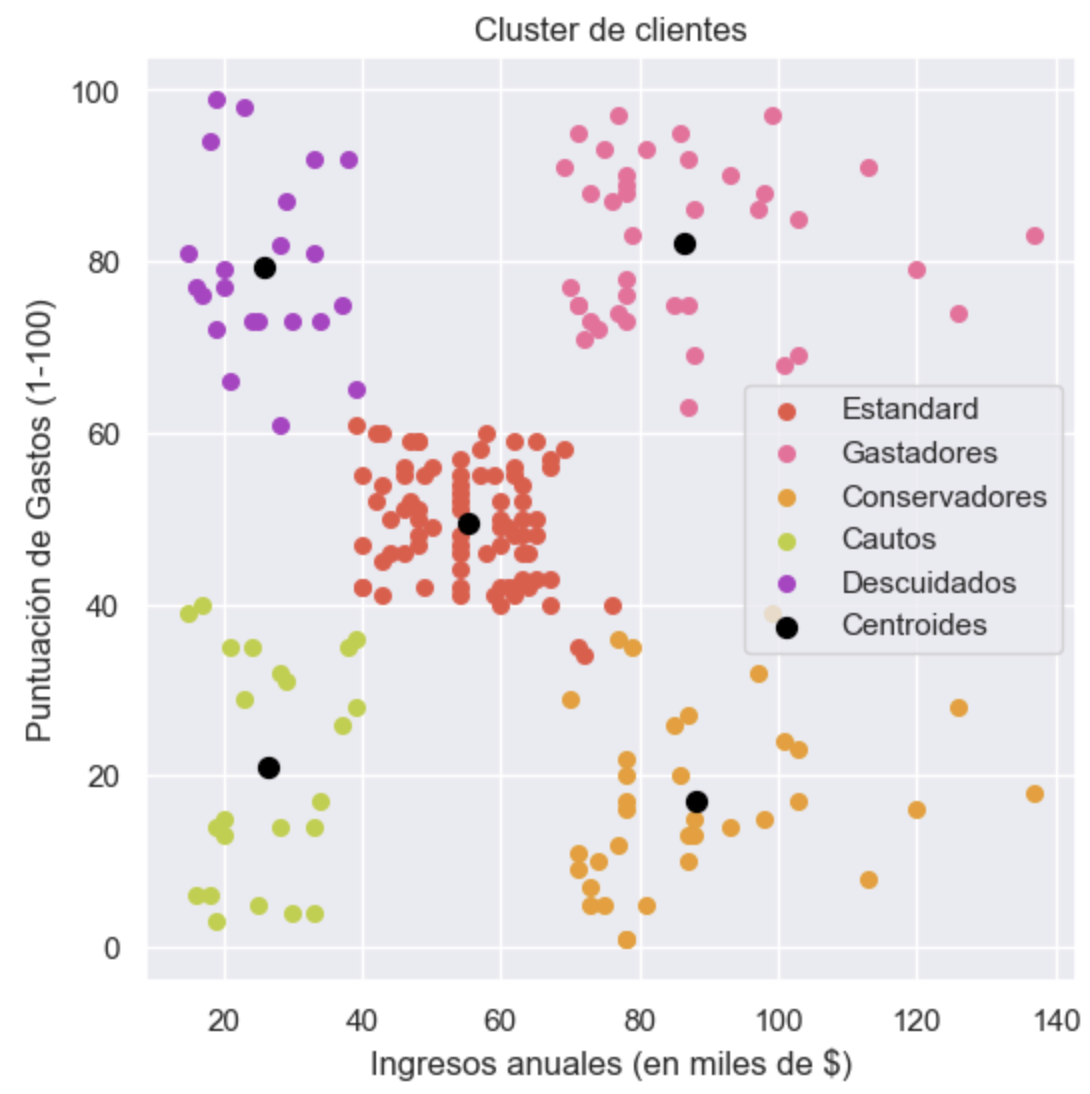 Cluster de clientes
Puntuación de Gastos (1-100)
100
80
60
40
20
0
Estandard
Gastadores
Conservadores
Cautos
Descuidados
Centroides
20 40 60 80 100 120 140
Ingresos anuales (en miles de $)